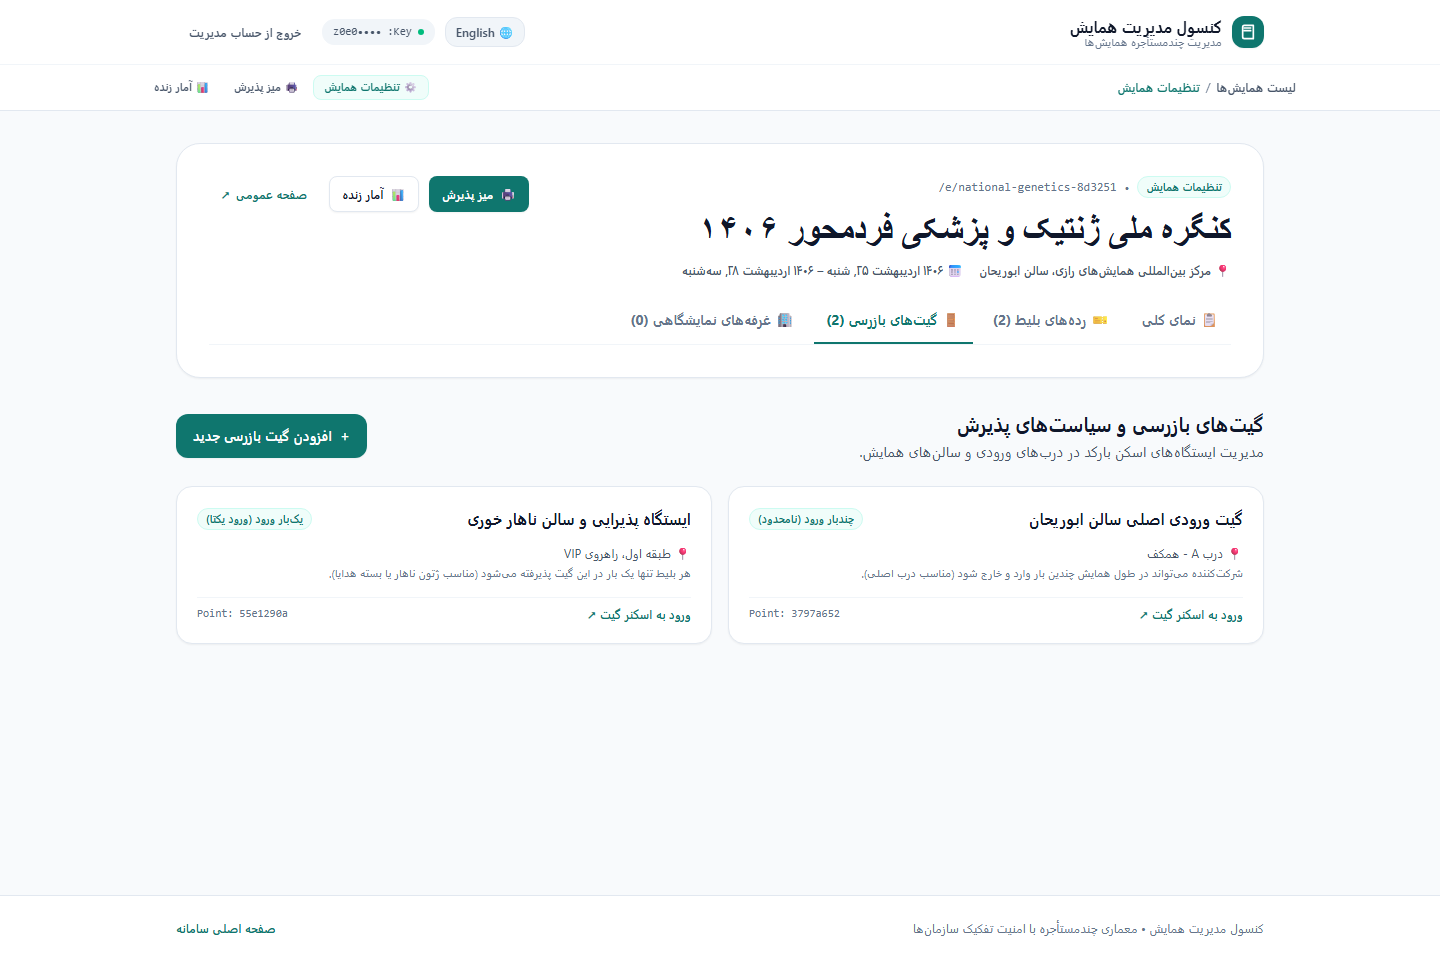 کنسول مدیریت همایش
مدیریت چندمستأجره همایش‌ها
English
Key: z0e0••••
خروج از حساب مدیریت
لیست همایش‌ها / تنظیمات همایش
تنظیمات همایش
میز پذیرش
آمار زنده
تنظیمات همایش • /e/national-genetics-8d3251
میز پذیرش
آمار زنده
صفحه عمومی ↗
کنگره ملی ژنتیک و پزشکی فردمحور ۱۴۰۶
مرکز بین‌المللی همایش‌های رازی، سالن ابوریحان
۱۴۰۶ اردیبهشت ۲۵, شنبه – ۱۴۰۶ اردیبهشت ۲۸, سه‌شنبه
نمای کلی
رده‌های بلیط (2)
گیت‌های بازرسی (2)
غرفه‌های نمایشگاهی (0)
گیت‌های بازرسی و سیاست‌های پذیرش
مدیریت ایستگاه‌های اسکن بارکد در درب‌های ورودی و سالن‌های همایش.
+ افزودن گیت بازرسی جدید
گیت ورودی اصلی سالن ابوریحان
چندبار ورود (نامحدود)
درب A - همکف
شرکت‌کننده می‌تواند در طول همایش چندین بار وارد و خارج شود (مناسب درب اصلی).
ورود به اسکنر گیت ↗
Point: 3797a652
ایستگاه پذیرایی و سالن ناهار خوری
یک‌بار ورود (ورود یکتا)
طبقه اول، راهروی VIP
هر بلیط تنها یک بار در این گیت پذیرفته می‌شود (مناسب ژتون ناهار یا بسته هدایا).
ورود به اسکنر گیت ↗
Point: 55e1290a
کنسول مدیریت همایش • معماری چندمستأجره با امنیت تفکیک سازمان‌ها
صفحه اصلی سامانه